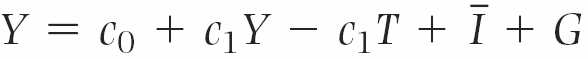 Y = c₀ + c₁Y − c₁T + Ī + G